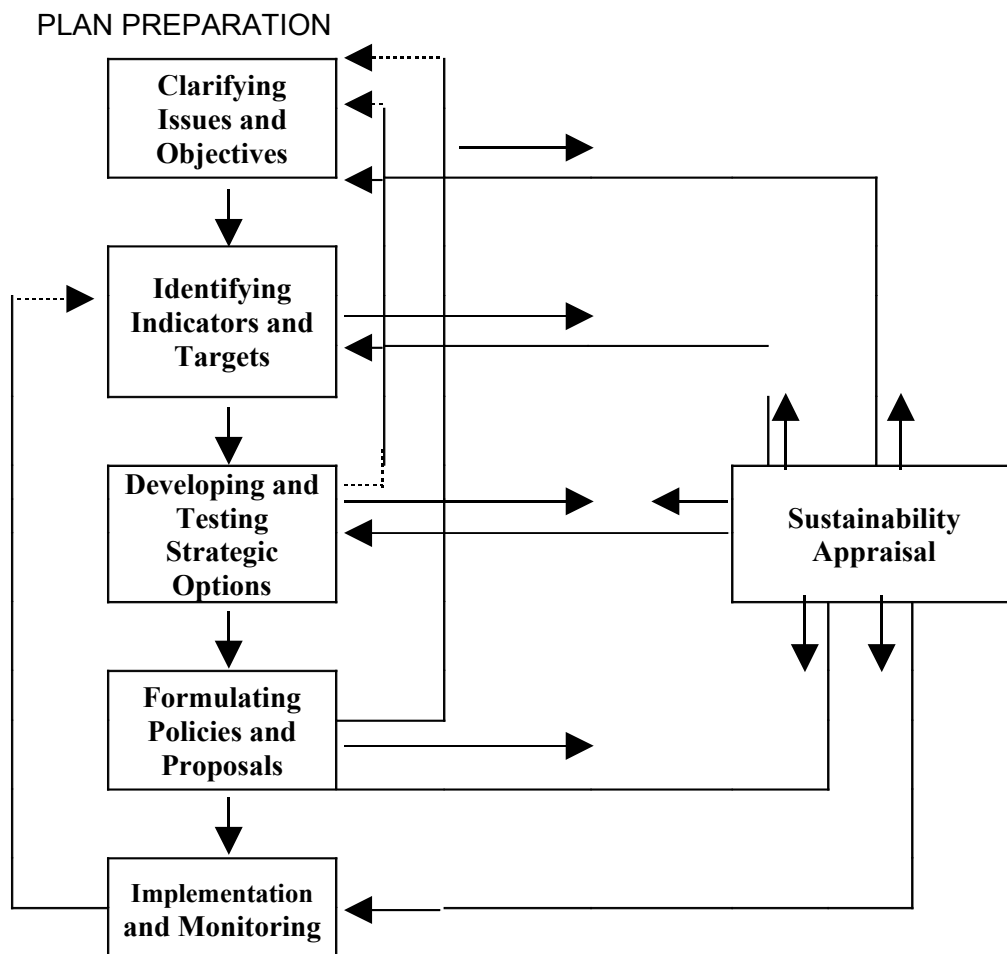 PLAN PREPARATION
Clarifying
Issues and
Objectives
Identifying
Indicators and
Targets
Developing and
Testing
Strategic
Options
Sustainability
Appraisal
Formulating
Policies and
Proposals
Implementation
and Monitoring